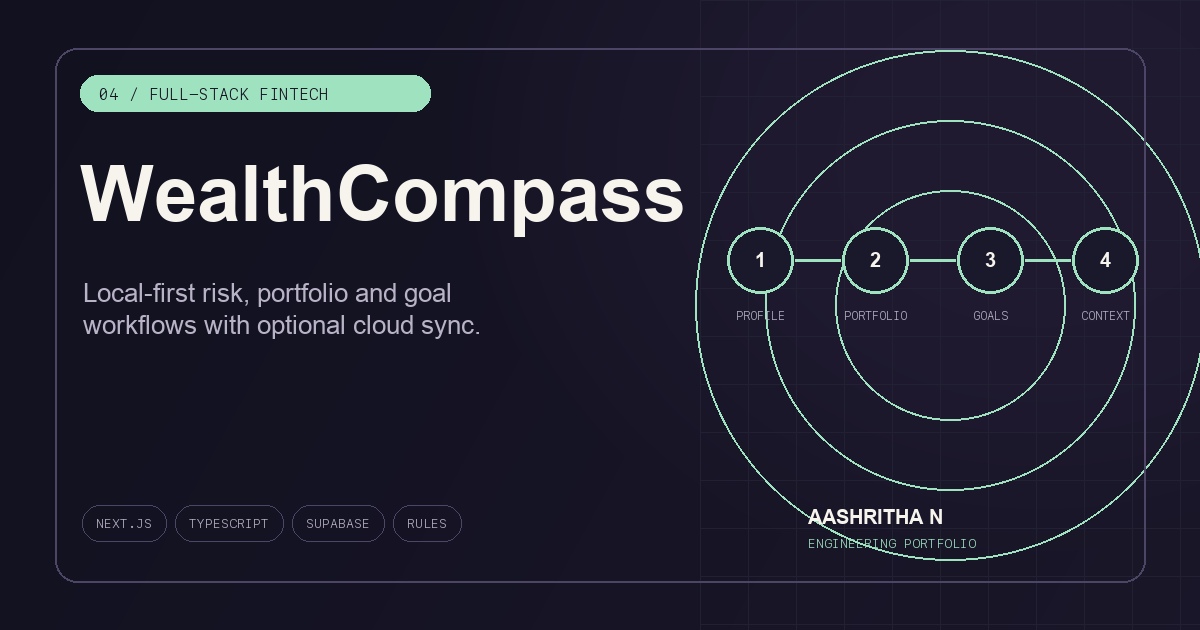 04 / FULL-STACK FINTECH
WealthCompass
Local-first risk, portfolio and goal
workflows with optional cloud sync.
1
2
3
4
PROFILE
PORTFOLIO
GOALS
CONTEXT
NEXT.JS
TYPESCRIPT
SUPABASE
RULES
AASHRITHA N
ENGINEERING PORTFOLIO